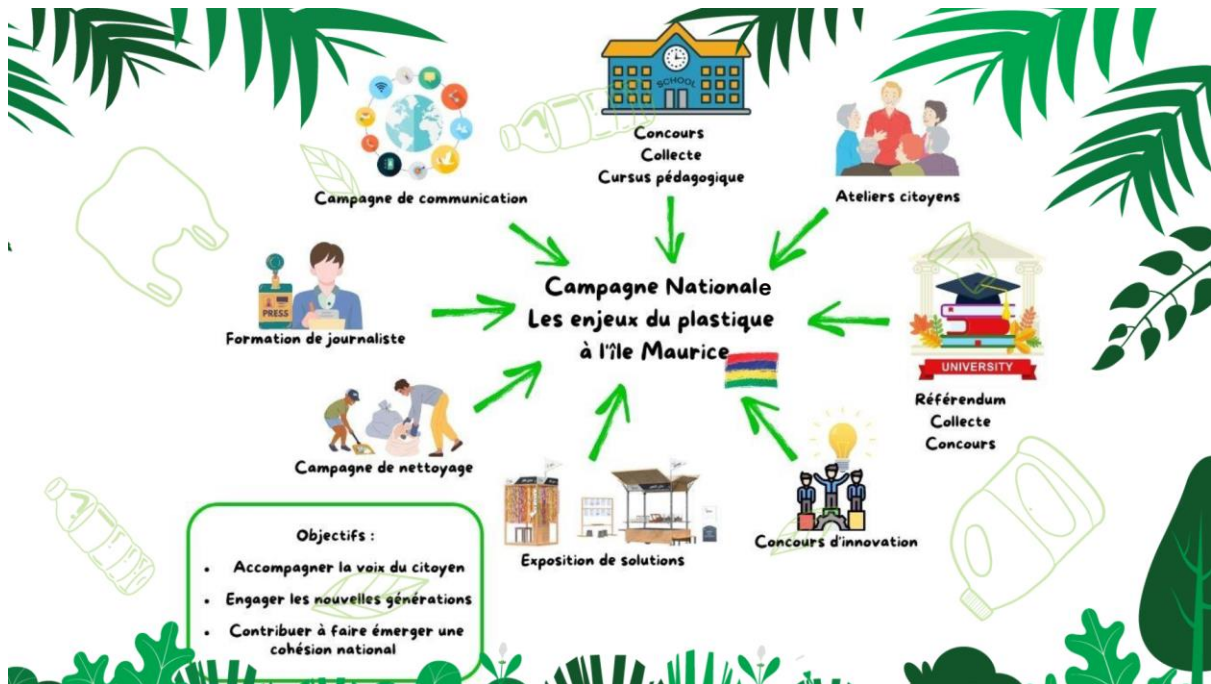 SCHOOL
Concours
Collecte
Cursus pédagogique
Campagne de communication
Ateliers citoyens
PRESS
Formation de journaliste
Campagne Nationale
Les enjeux du plastique
à l'île Maurice
UNIVERSITY
Référendum
Collecte
Concours
Campagne de nettoyage
Exposition de solutions
Concours d'innovation
Objectifs :
• Accompagner la voix du citoyen
• Engager les nouvelles générations
• Contribuer à faire émerger une
cohésion national